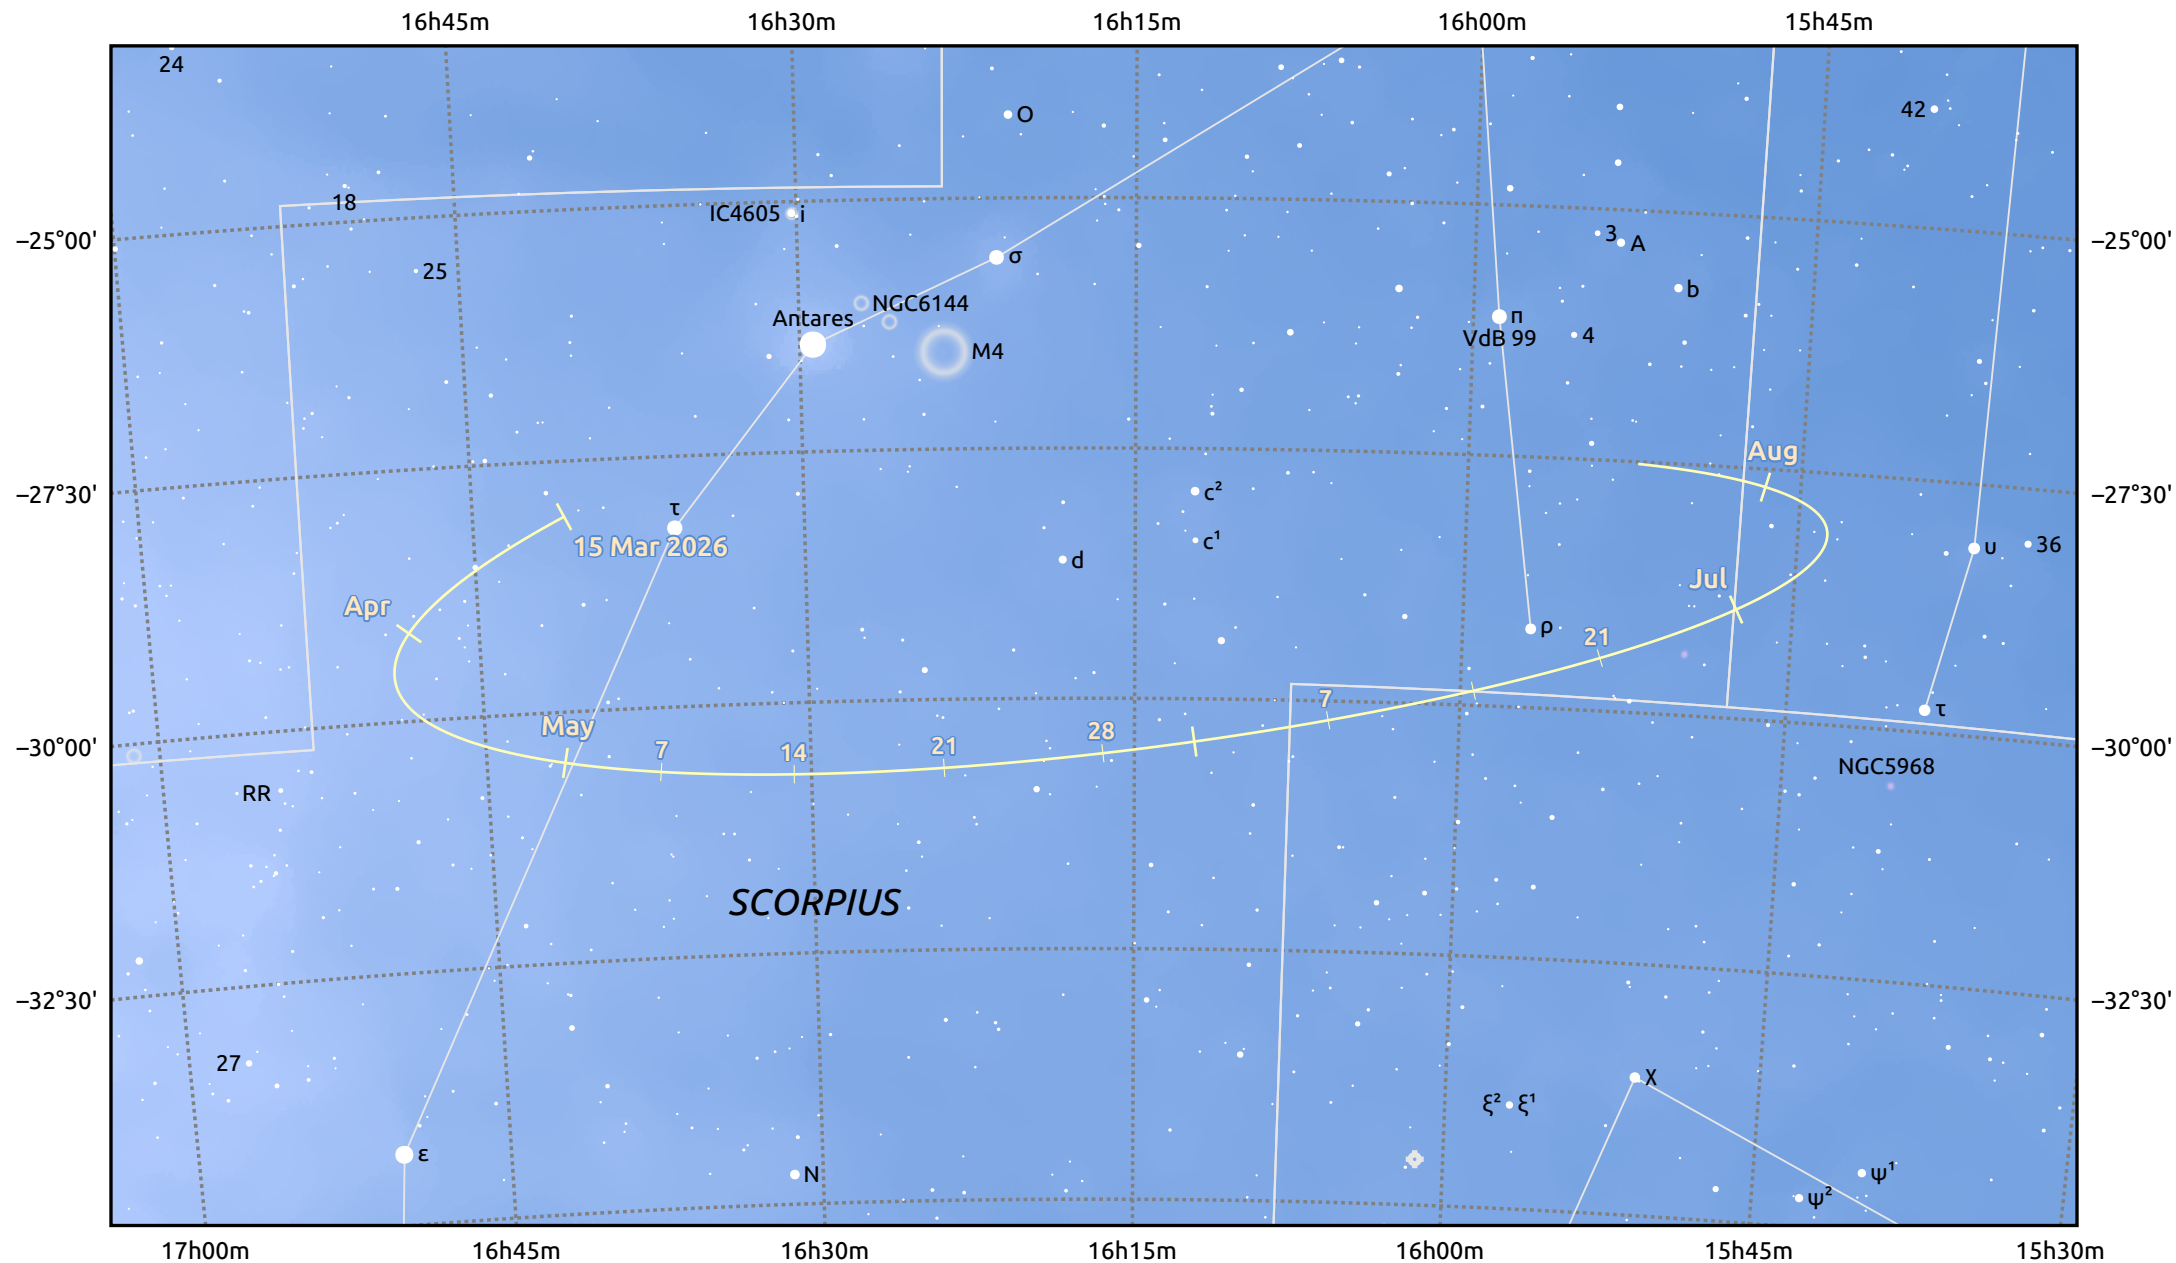 16h45m 16h30m 16h15m 16h00m 15h45m
24
42
O
18
IC4605 i
−25°00' 3 A −25°00'
σ
25
b
NGC6144
Antares π
VdB 99 4
M4
Aug
−27°30' c² −27°30'
τ
15 Mar 2026 c¹ υ 36
d
Jul
Apr
ρ
21
7 τ
May 28
−30°00' 7 14 21 −30°00'
NGC5968
RR
SCORPIUS
−32°30' −32°30'
27 χ
ξ² ξ¹
ε
N ψ¹
ψ²
17h00m 16h45m 16h30m 16h15m 16h00m 15h45m 15h30m